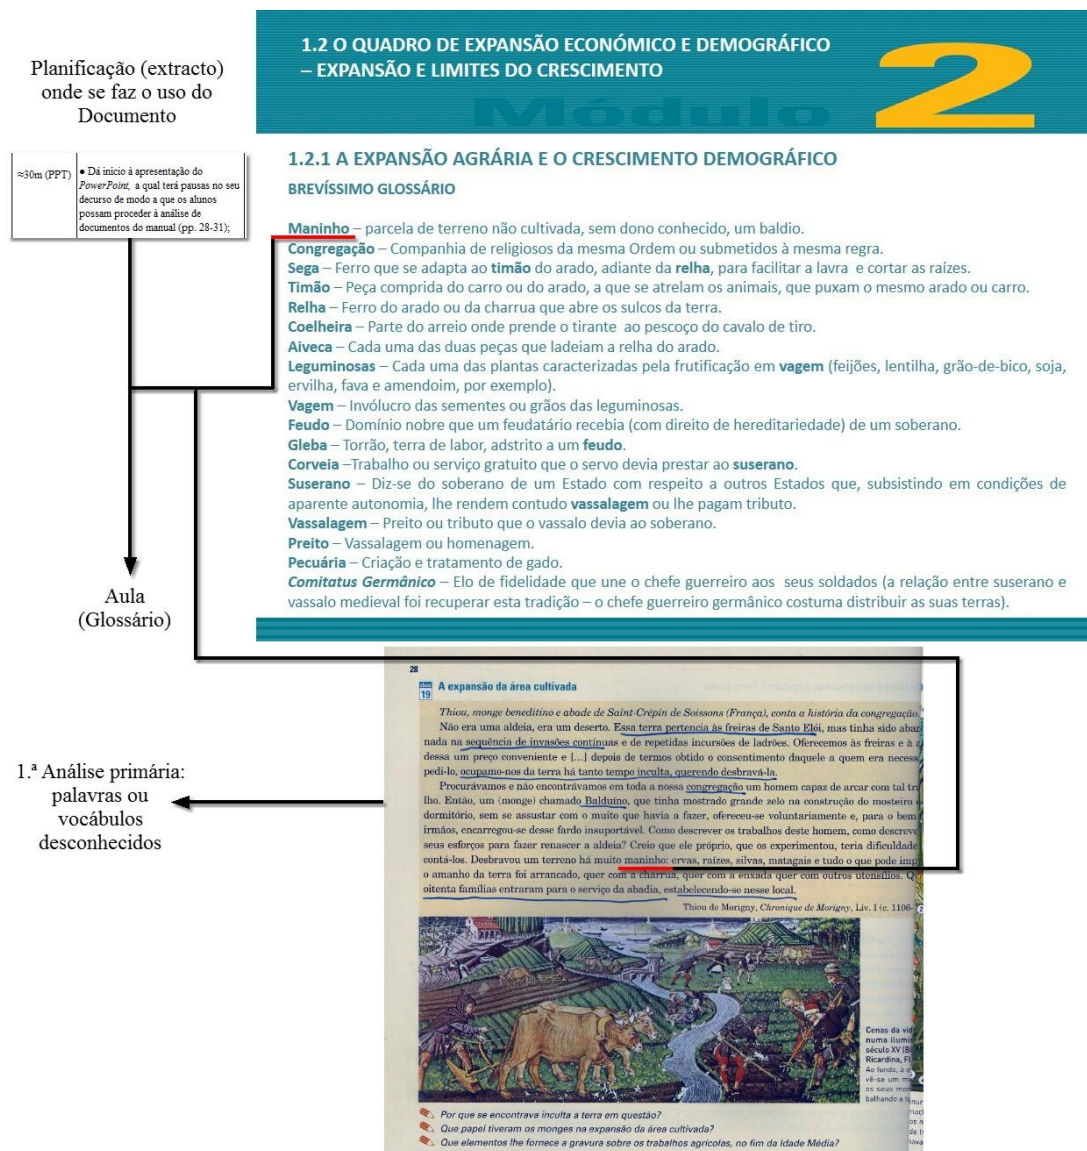 Planificação (extracto)
onde se faz o uso do
Documento
≈30m (PPT)
● Dá início à apresentação do
PowerPoint, a qual terá pausas no seu
decurso de modo a que os alunos
possam proceder à análise de
documentos do manual (pp. 28-31);
1.2 O QUADRO DE EXPANSÃO ECONÓMICO E DEMOGRÁFICO
– EXPANSÃO E LIMITES DO CRESCIMENTO
Módulo
2
1.2.1 A EXPANSÃO AGRÁRIA E O CRESCIMENTO DEMOGRÁFICO
BREVÍSSIMO GLOSSÁRIO
Maninho – parcela de terreno não cultivada, sem dono conhecido, um baldio.
Congregação – Companhia de religiosos da mesma Ordem ou submetidos à mesma regra.
Sega – Ferro que se adapta ao timão do arado, adiante da relha, para facilitar a lavra e cortar as raízes.
Timão – Peça comprida do carro ou do arado, a que se atrelam os animais, que puxam o mesmo arado ou carro.
Relha – Ferro do arado ou da charrua que abre os sulcos da terra.
Coelheira – Parte do arreio onde prende o tirante ao pescoço do cavalo de tiro.
Aiveca – Cada uma das duas peças que ladeiam a relha do arado.
Leguminosas – Cada uma das plantas caracterizadas pela frutificação em vagem (feijões, lentilha, grão-de-bico, soja,
ervilha, fava e amendoim, por exemplo).
Vagem – Invólucro das sementes ou grãos das leguminosas.
Feudo – Domínio nobre que um feudatário recebia (com direito de hereditariedade) de um soberano.
Gleba – Torrão, terra de labor, adstrito a um feudo.
Corveia –Trabalho ou serviço gratuito que o servo devia prestar ao suserano.
Suserano – Diz-se do soberano de um Estado com respeito a outros Estados que, subsistindo em condições de
aparente autonomia, lhe rendem contudo vassalagem ou lhe pagam tributo.
Vassalagem – Preito ou tributo que o vassalo devia ao soberano.
Preito – Vassalagem ou homenagem.
Pecuária – Criação e tratamento de gado.
Comitatus Germânico – Elo de fidelidade que une o chefe guerreiro aos seus soldados (a relação entre suserano e
vassalo medieval foi recuperar esta tradição – o chefe guerreiro germânico costuma distribuir as suas terras).
Aula
(Glossário)
1.ª Análise primária:
palavras ou
vocábulos
desconhecidos
28
doc 19 A expansão da área cultivada
Thiou, monge beneditino e abade de Saint-Crépin de Soissons (França), conta a história da congregação.
Não era uma aldeia, era um deserto. Essa terra pertencia às freiras de Santo Elói, mas tinha sido aban
nada na sequência de invasões contínuas e de repetidas incursões de ladrões. Oferecemos às freiras e à
dessa um preço conveniente e [...] depois de termos obtido o consentimento daquele a quem era necess
pedi-lo, ocupamo-nos da terra há tanto tempo inculta, querendo desbravá-la.
Procurávamos e não encontrávamos em toda a nossa congregação um homem capaz de arcar com tal tra
lho. Então, um (monge) chamado Balduíno, que tinha mostrado grande zelo na construção do mosteiro
dormitório, sem se assustar com o muito que havia a fazer, ofereceu-se voluntariamente e, para o bem
irmãos, encarregou-se desse fardo insuportável. Como descrever os trabalhos deste homem, como descreve
seus esforços para fazer renascer a aldeia? Creio que ele próprio, que os experimentou, teria dificuldade
contá-los. Desbravou um terreno há muito maninho: ervas, raízes, silvas, matagais e tudo o que pode imp
o amanho da terra foi arrancado, quer com a charrua, quer com a enxada quer com outros utensílios. Q
oitenta famílias entraram para o serviço da abadia, estabelecendo-se nesse local.
Thiou de Morigny, Chronique de Morigny, Liv. I (c. 1106-
Cenas da vid
numa ilumi
século XV (B
Ricardina, Fl
Ao fundo, à e
vê-se um m
os seus mon
balhando a te
Por que se encontrava inculta a terra em questão?
Que papel tiveram os monges na expansão da área cultivada?
Que elementos lhe fornece a gravura sobre os trabalhos agrícolas, no fim da Idade Média?